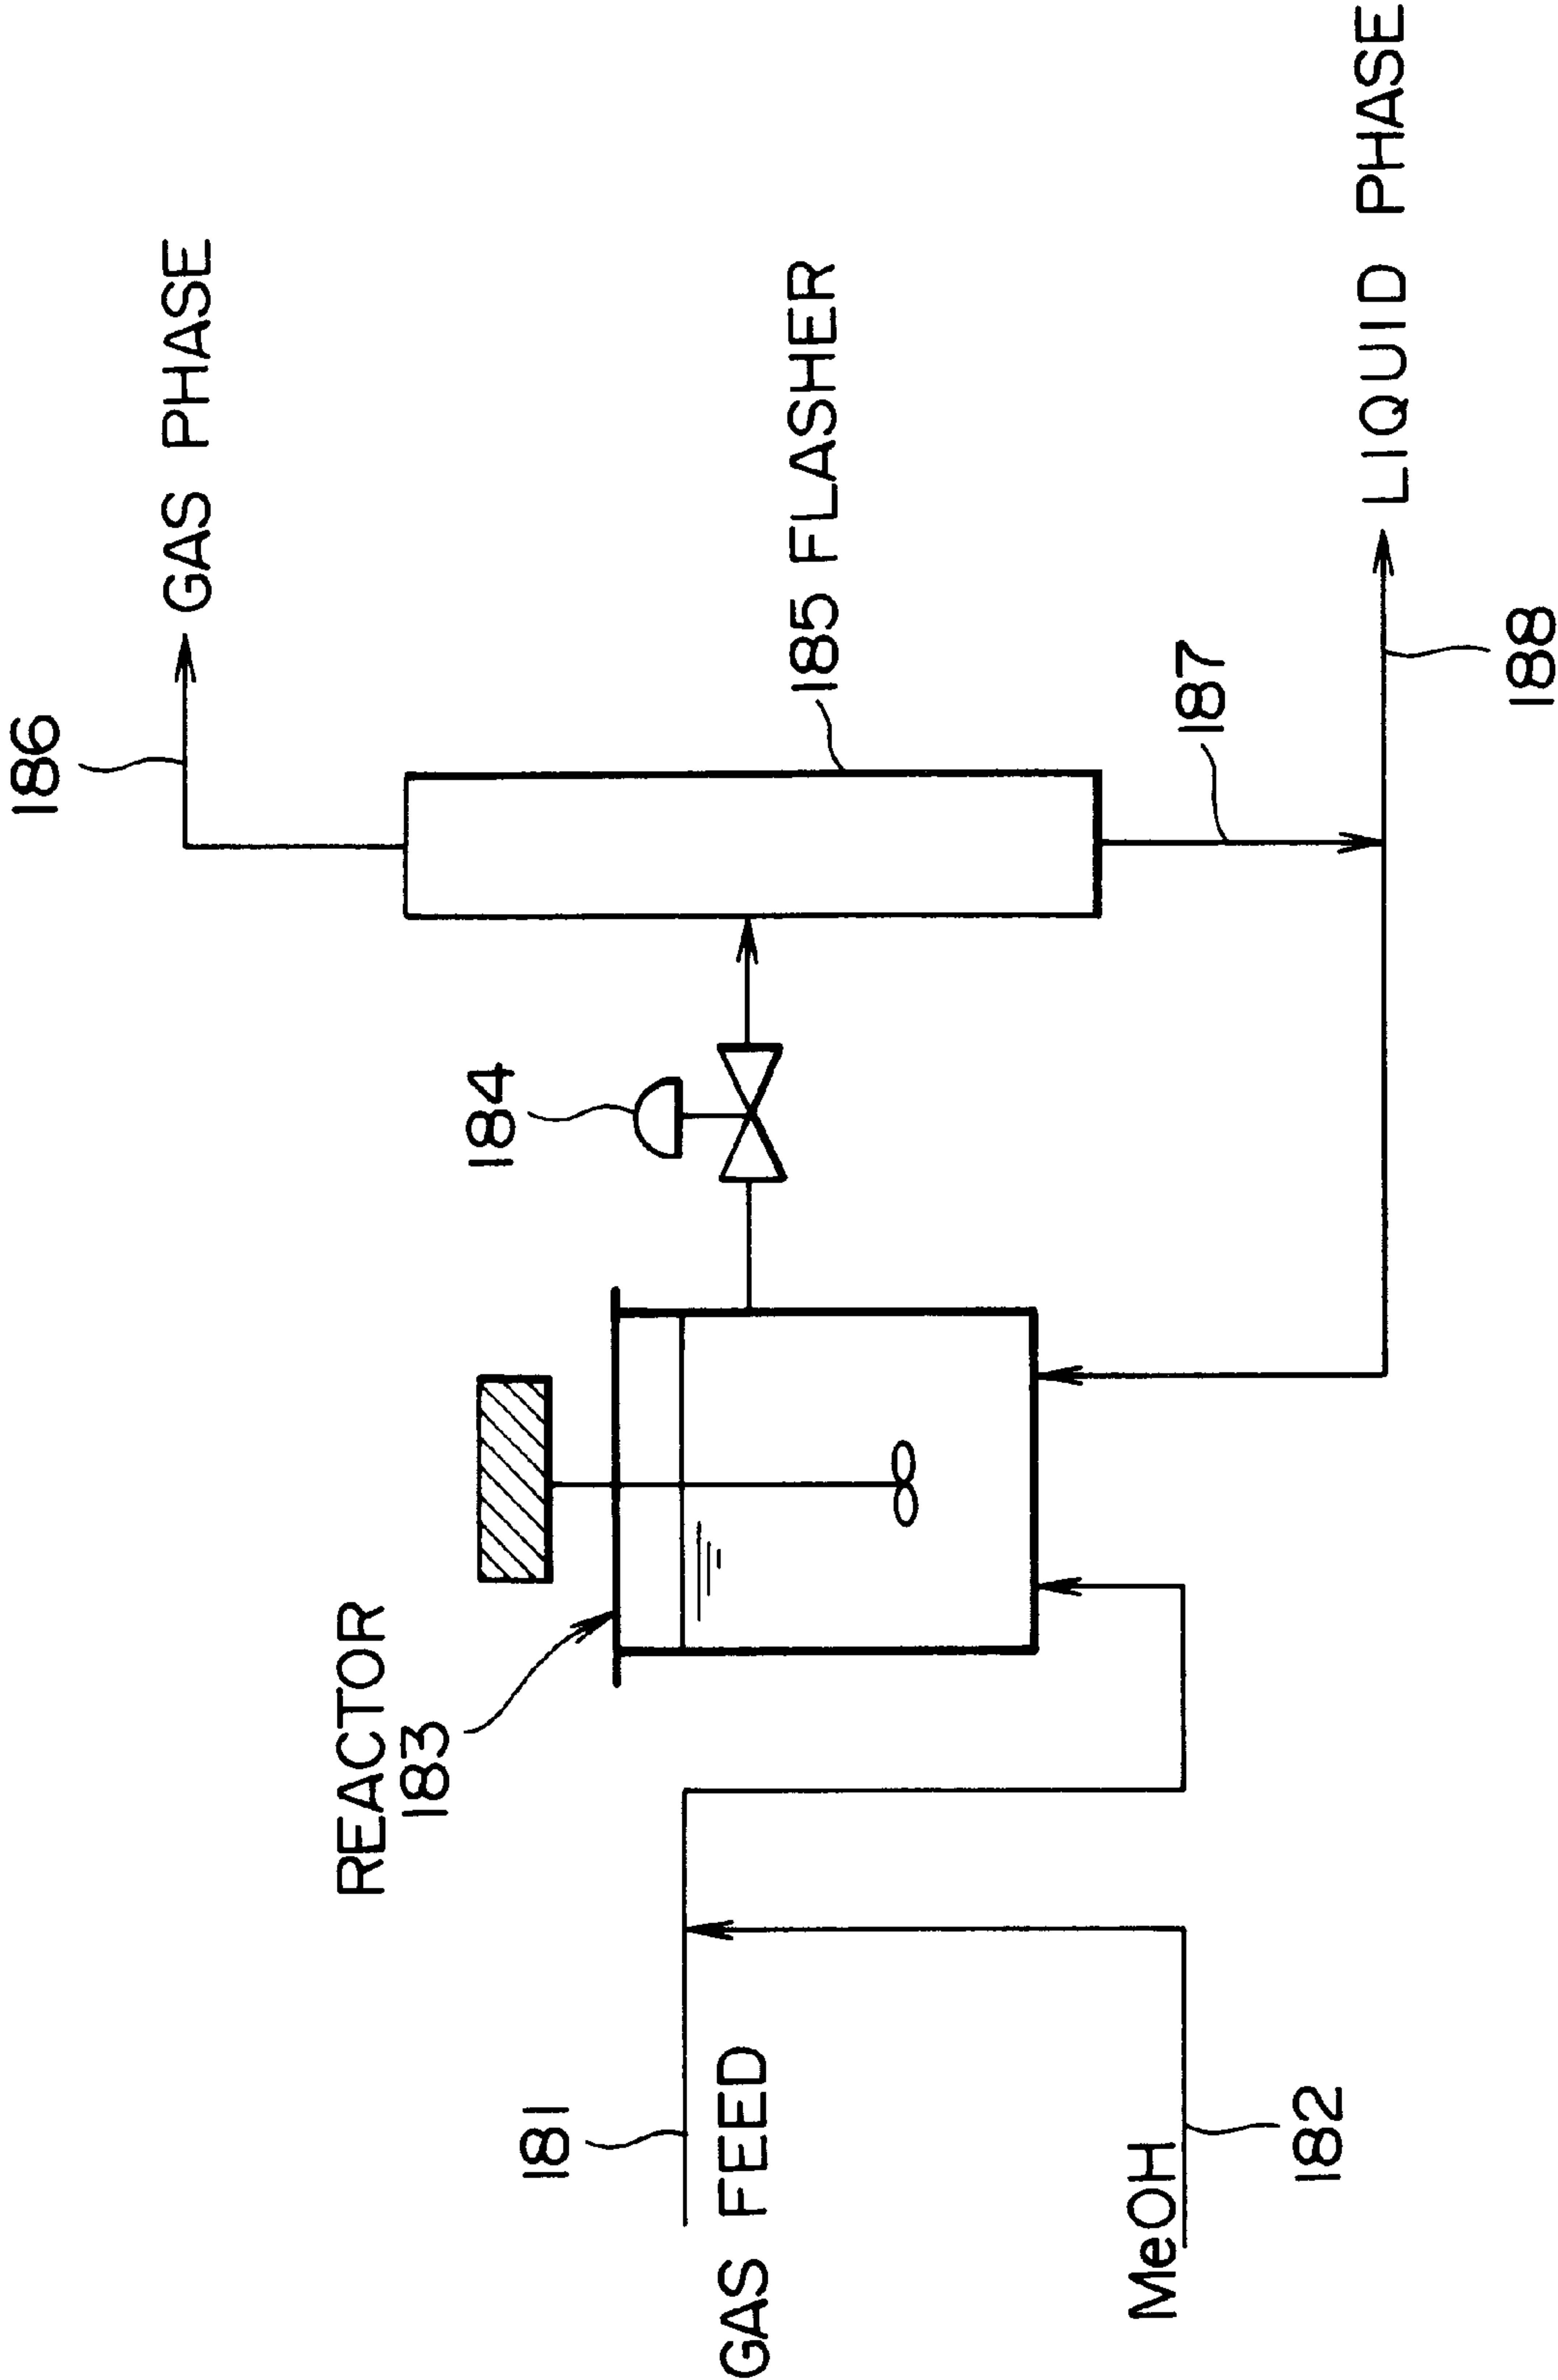 186
GAS PHASE
REACTOR
183
184
185 FLASHER
181
GAS FEED
MeOH
182
187
LIQUID PHASE
188